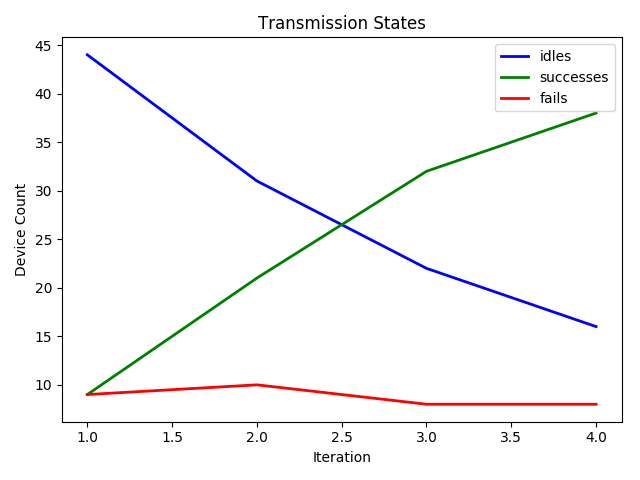 Transmission States
idles
successes
fails
Device Count
45
40
35
30
25
20
15
10
1.0 1.5 2.0 2.5 3.0 3.5 4.0
Iteration